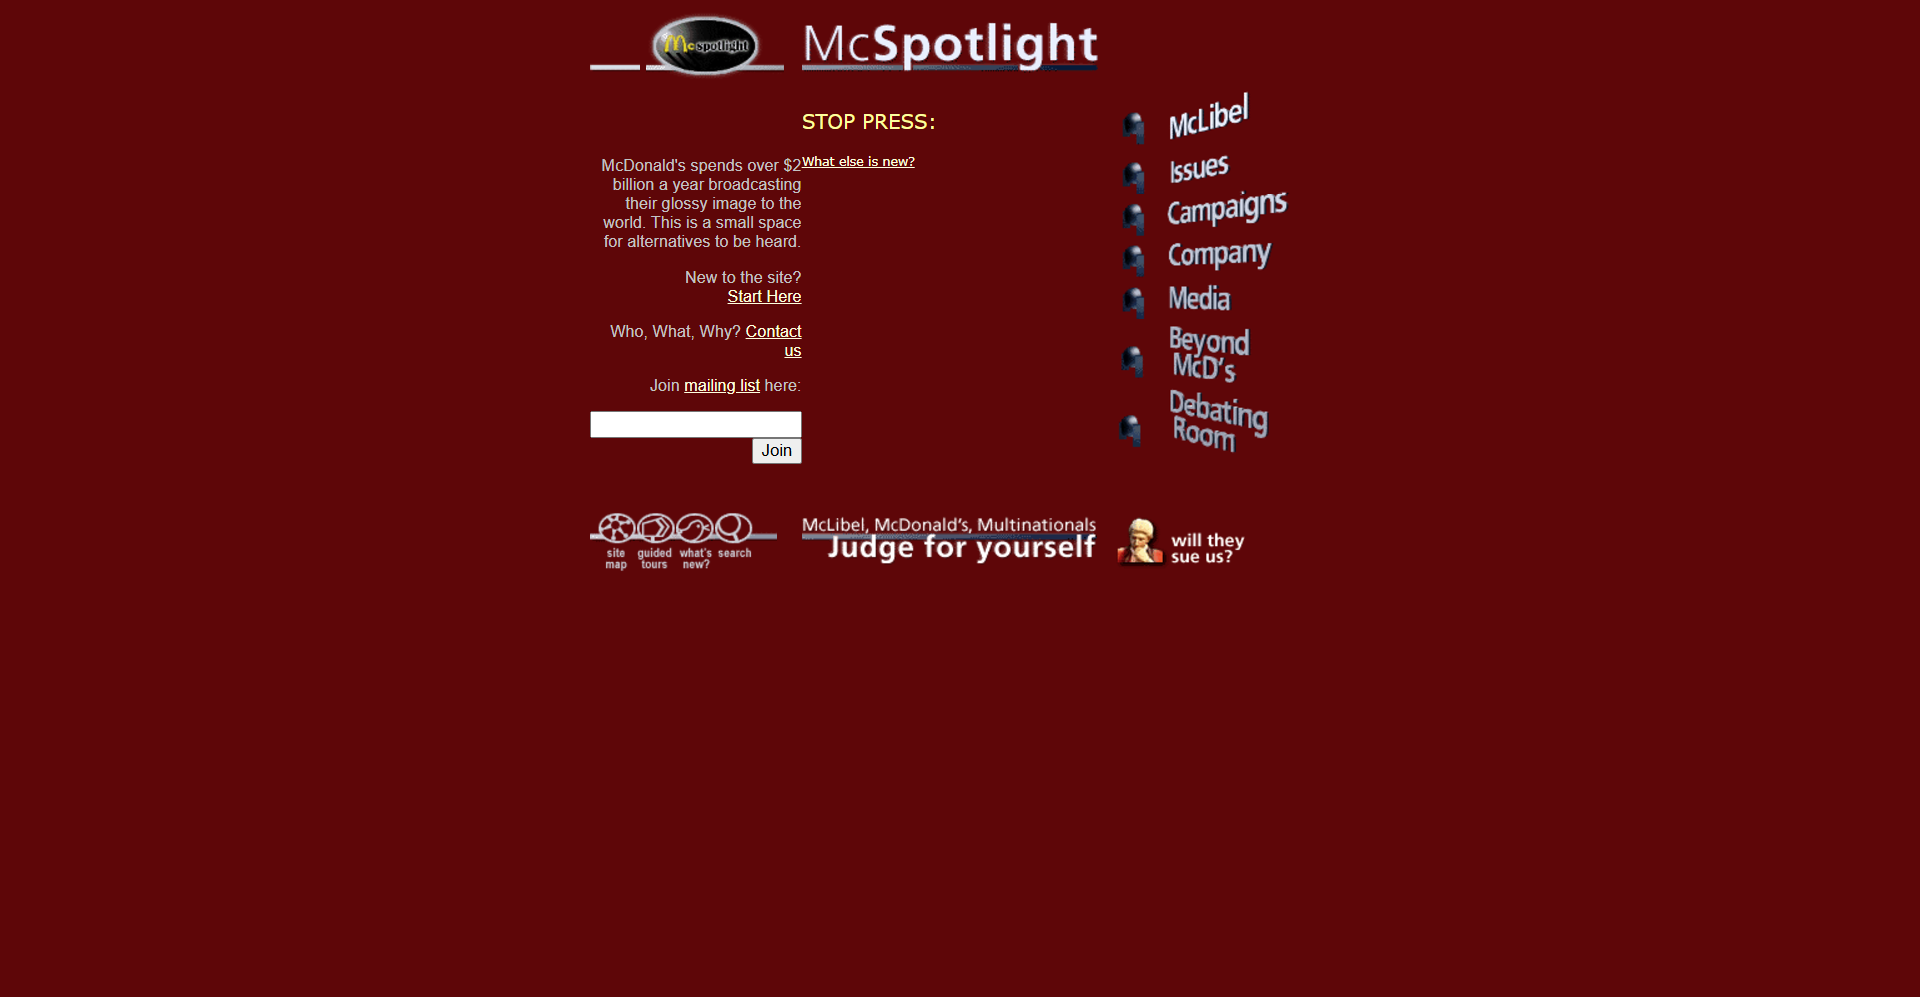 Mcspotlight
McSpotlight
STOP PRESS:
What else is new?
McDonald's spends over $2
billion a year broadcasting
their glossy image to the
world. This is a small space
for alternatives to be heard.
New to the site?
Start Here
Who, What, Why? Contact
us
Join mailing list here:
Join
McLibel
Issues
Campaigns
Company
Media
Beyond
McD's
Debating
Room
site
map
guided
tours
what's
new?
search
McLibel, McDonald's, Multinationals
Judge for yourself
will they
sue us?